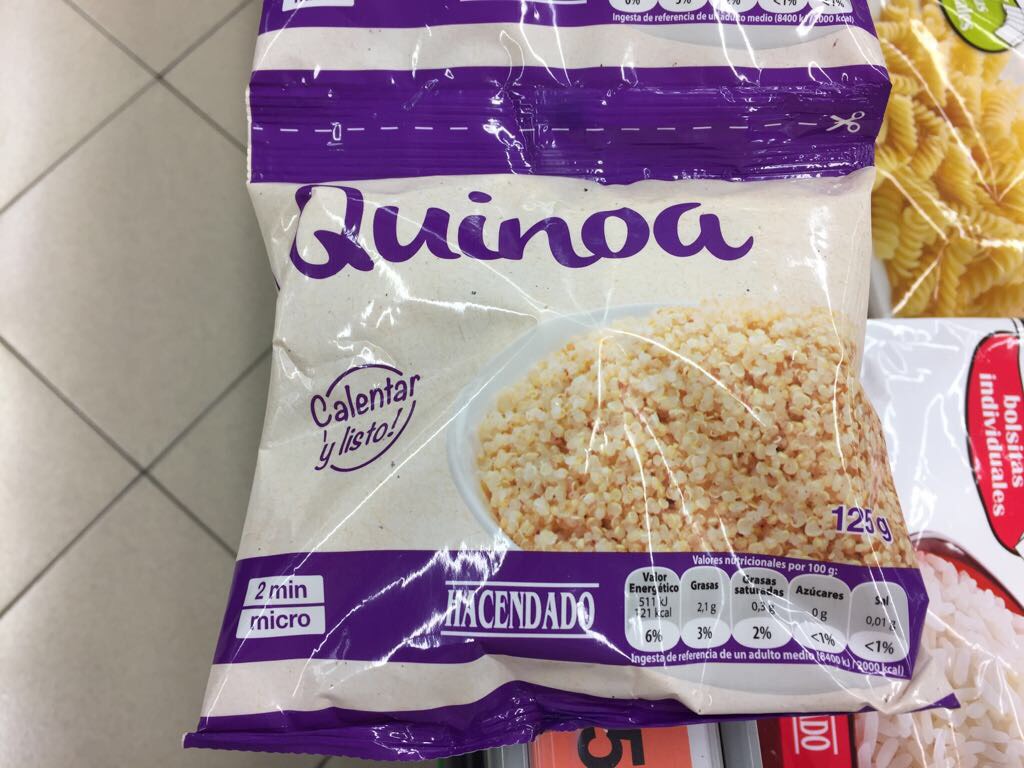 Ingesta de referencia de un adulto medio (8400 kJ/2000 kcal)
Quinoa
Calentar
y listo!
125 g
2 min
micro
HACENDADO
Valores nutricionales por 100 g:
Valor Energético 511 kJ 121 kcal 6%
Grasas 2,1 g 3%
Grasas saturadas 0,3 g 2%
Azúcares 0 g <1%
Sal 0,01 g <1%
Ingesta de referencia de un adulto medio (8400 kJ / 2000 kcal)
bolsitas
individuales
5
DO